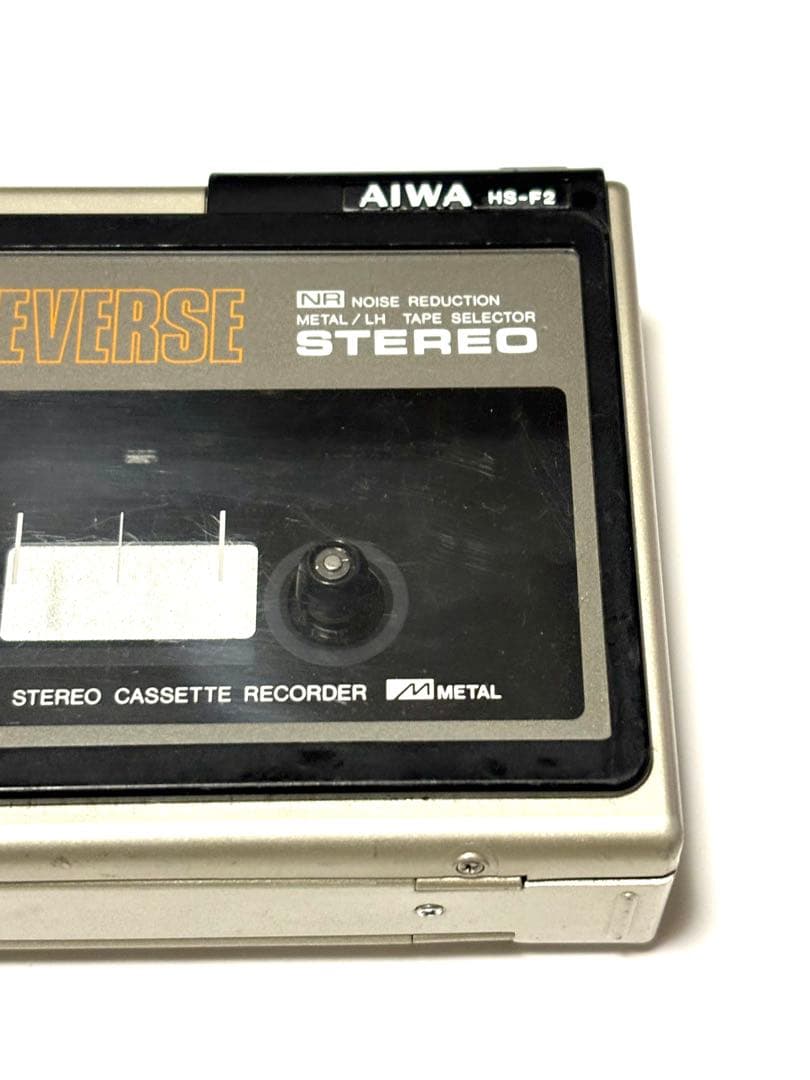 AIWA HS-F2
EVERSE
NR NOISE REDUCTION
METAL/LH TAPE SELECTOR
STEREO
STEREO CASSETTE RECORDER METAL